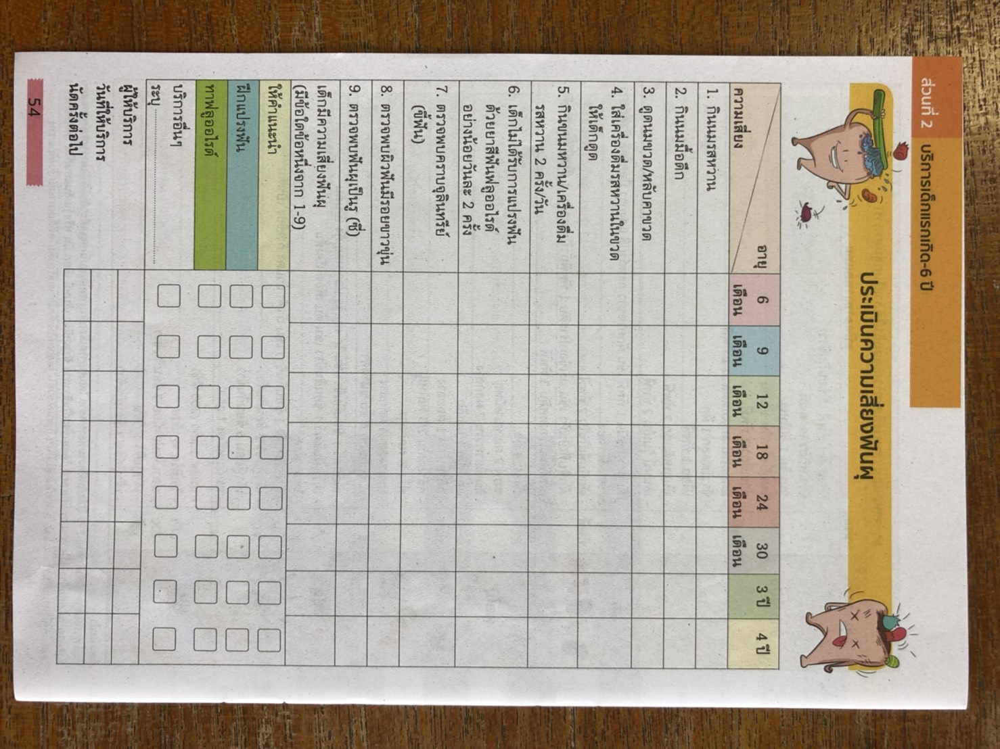 ส่วนที่ 2 บริการเด็กแรกเกิด-6 ปี
ประเมินความเสี่ยงฟันผุ
อายุ
ความเสี่ยง
6 เดือน
9 เดือน
12 เดือน
18 เดือน
24 เดือน
30 เดือน
3 ปี
4 ปี
1. กินนมรสหวาน
2. กินนมมื้อดึก
3. ดูดนมขวด/หลับคาขวด
4. ใส่เครื่องดื่มรสหวานในขวด
ให้เด็กดูด
5. กินขนมหวาน/เครื่องดื่ม
รสหวาน 2 ครั้ง/วัน
6. เด็กไม่ได้รับการแปรงฟัน
ด้วยยาสีฟันฟลูออไรด์
อย่างน้อยวันละ 2 ครั้ง
7. ตรวจพบคราบจุลินทรีย์
(ขี้ฟัน)
8. ตรวจพบผิวฟันมีรอยขาวขุ่น
9. ตรวจพบฟันผุเป็นรู (ซี่)
เด็กมีความเสี่ยงฟันผุ
(มีข้อใดข้อหนึ่งจาก 1-9)
ให้คำแนะนำ
ฝึกแปรงฟัน
ทาฟลูออไรด์
บริการอื่นๆ
ระบุ ........................................
ผู้ให้บริการ
วันที่ให้บริการ
นัดครั้งต่อไป
54